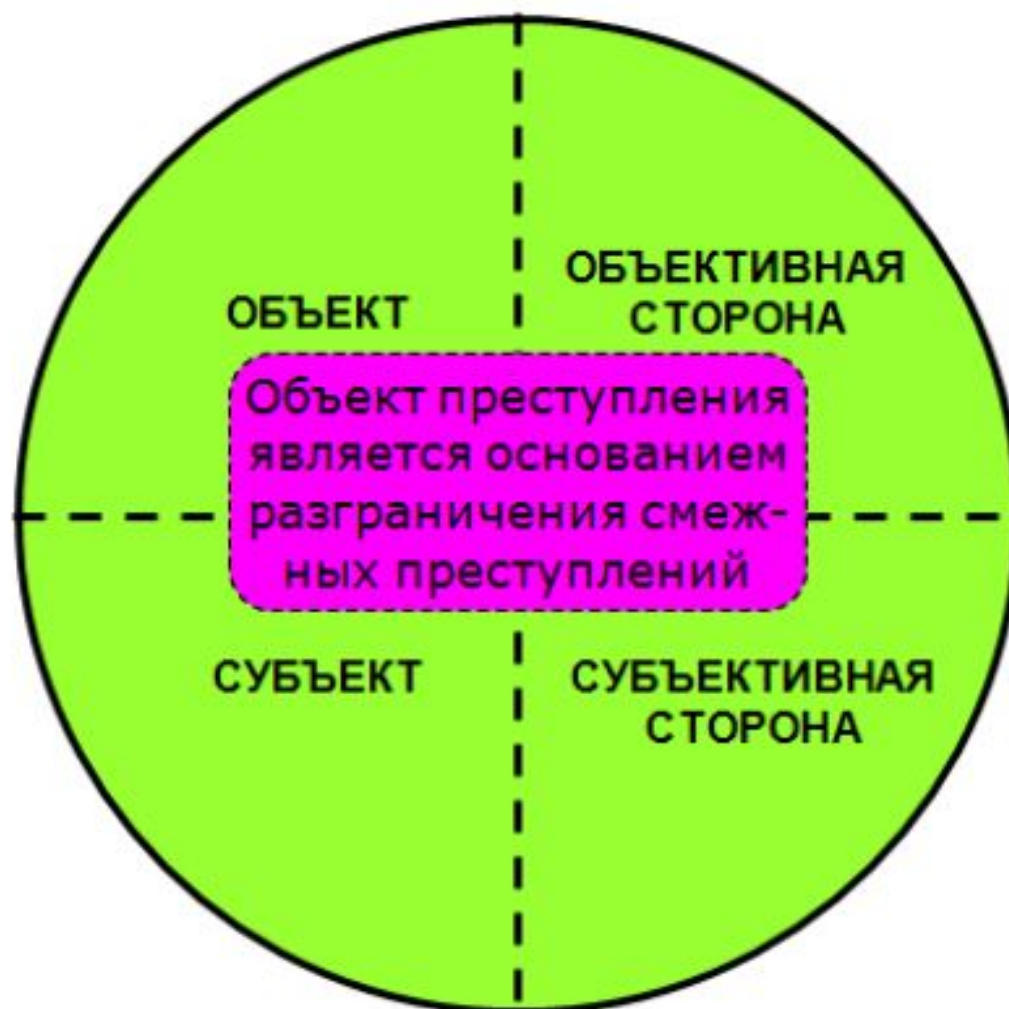 ОБЪЕКТ
ОБЪЕКТИВНАЯ
СТОРОНА
Объект преступления
является основанием
разграничения смеж-
ных преступлений
СУБЪЕКТ
СУБЪЕКТИВНАЯ
СТОРОНА